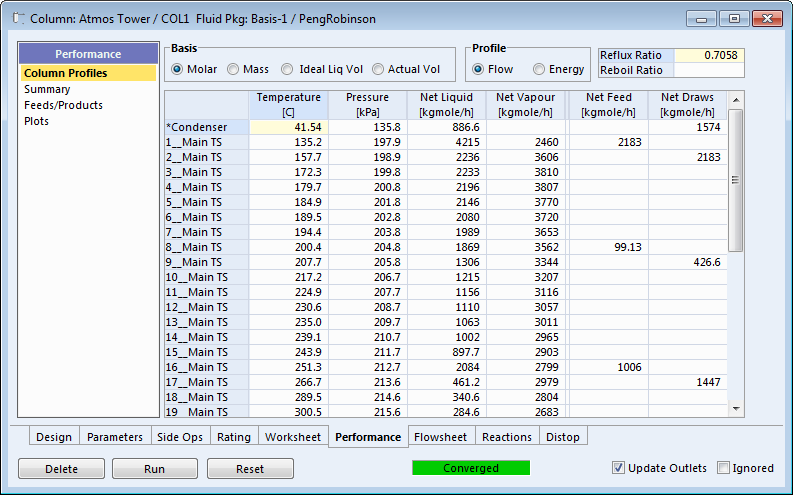 Column: Atmos Tower / COL1 Fluid Pkg: Basis-1 / PengRobinson
Performance
Column Profiles
Summary
Feeds/Products
Plots
Basis
Molar Mass Ideal Liq Vol Actual Vol
Profile
Flow Energy
Reflux Ratio 0.7058
Reboil Ratio
Temperature Pressure Net Liquid Net Vapour Net Feed Net Draws
[C] [kPa] [kgmole/h] [kgmole/h] [kgmole/h] [kgmole/h]
*Condenser 41.54 135.8 886.6 1574
1__Main TS 135.2 197.9 4215 2460 2183
2__Main TS 157.7 198.9 2236 3606 2183
3__Main TS 172.3 199.8 2233 3810
4__Main TS 179.7 200.8 2196 3807
5__Main TS 184.9 201.8 2146 3770
6__Main TS 189.5 202.8 2080 3720
7__Main TS 194.4 203.8 1989 3653
8__Main TS 200.4 204.8 1869 3562 99.13
9__Main TS 207.7 205.8 1306 3344 426.6
10__Main TS 217.2 206.7 1215 3207
11__Main TS 224.9 207.7 1156 3116
12__Main TS 230.6 208.7 1110 3057
13__Main TS 235.0 209.7 1063 3011
14__Main TS 239.1 210.7 1002 2965
15__Main TS 243.9 211.7 897.7 2903
16__Main TS 251.3 212.7 2084 2799 1006
17__Main TS 266.7 213.6 461.2 2979 1447
18__Main TS 289.5 214.6 340.6 2804
19__Main TS 300.5 215.6 284.6 2683
Design Parameters Side Ops Rating Worksheet Performance Flowsheet Reactions Distop
Delete Run Reset Converged Update Outlets Ignored